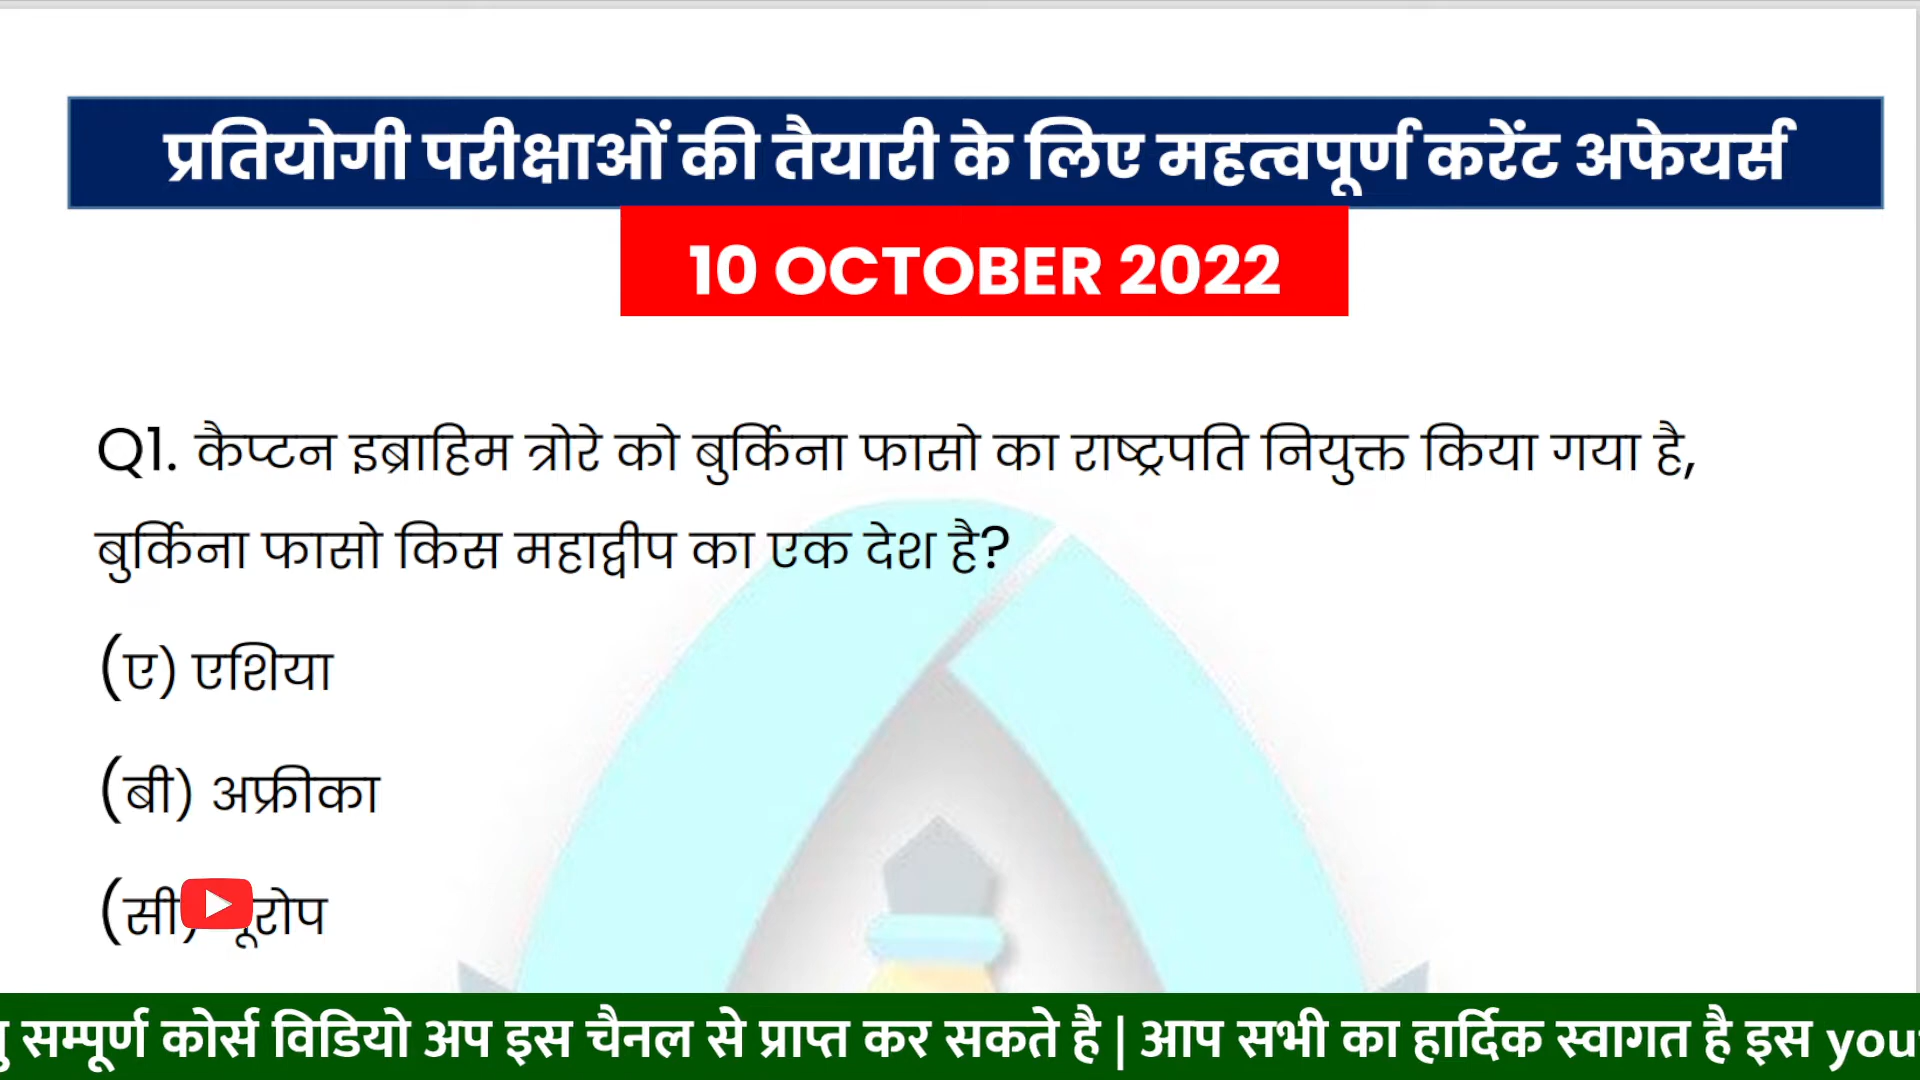 प्रतियोगी परीक्षाओं की तैयारी के लिए महत्वपूर्ण करेंट अफेयर्स
10 OCTOBER 2022
Q1. कैप्टन इब्राहिम त्रोरे को बुर्किना फासो का राष्ट्रपति नियुक्त किया गया है,
बुर्किना फासो किस महाद्वीप का एक देश है?
(ए) एशिया
(बी) अफ्रीका
(सी) यूरोप
सम्पूर्ण कोर्स विडियो अप इस चैनल से प्राप्त कर सकते है | आप सभी का हार्दिक स्वागत है इस you